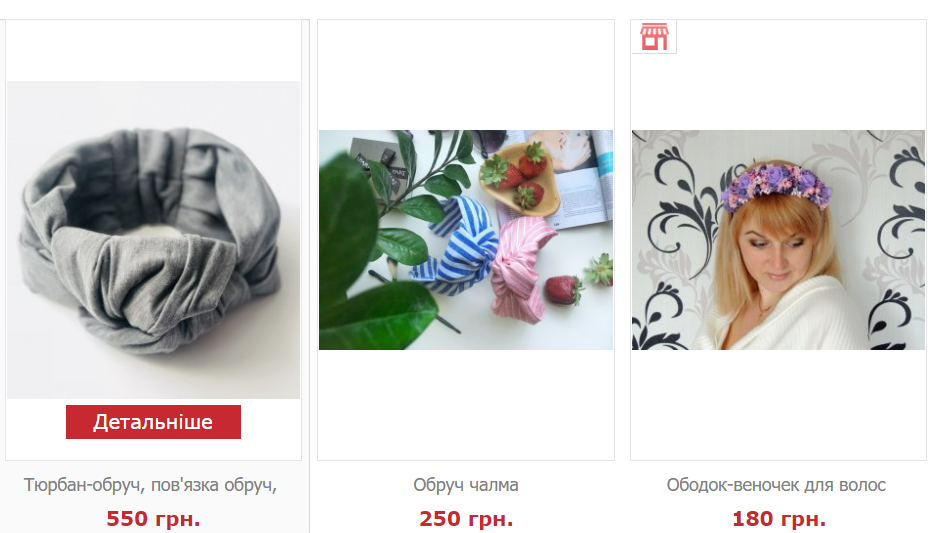 Детальніше
Тюрбан-обруч, пов'язка обруч,
Обруч чалма
Ободок-веночек для волос
550 грн.
250 грн.
180 грн.